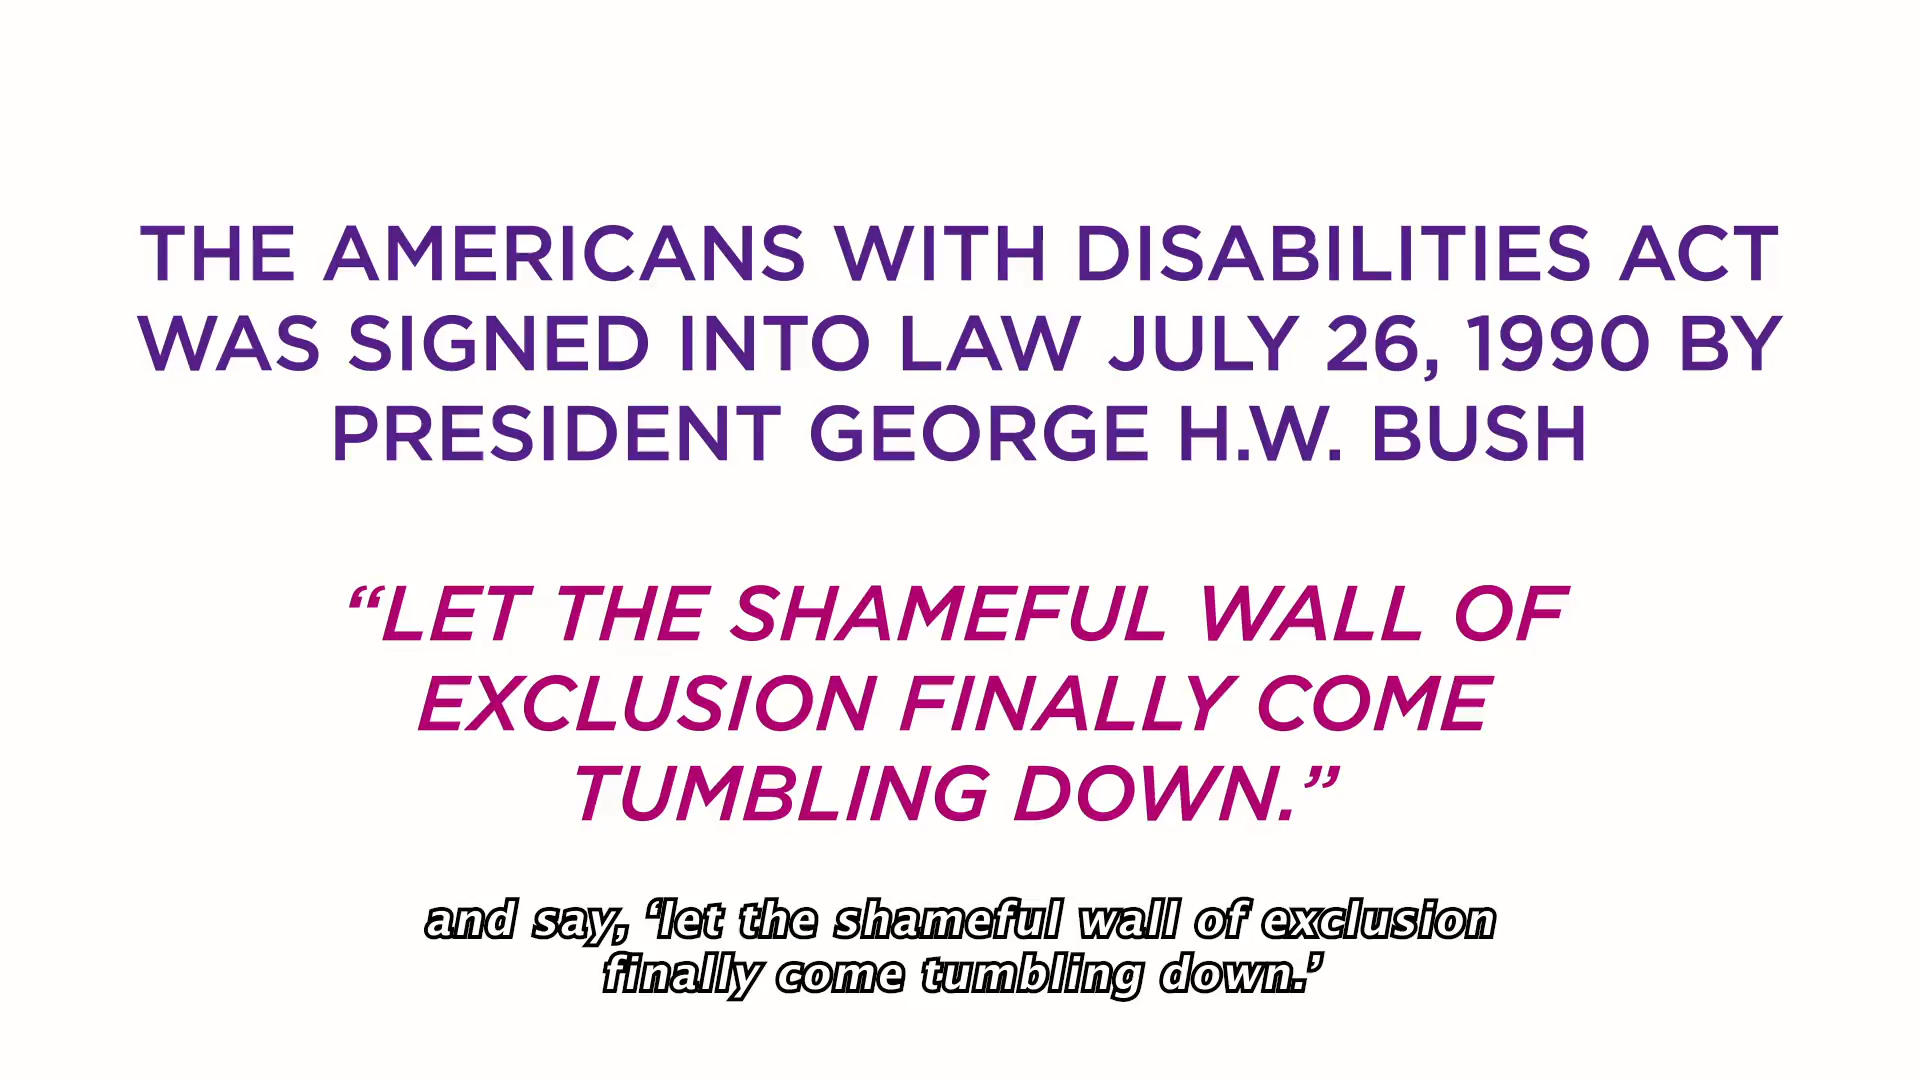 THE AMERICANS WITH DISABILITIES ACT
WAS SIGNED INTO LAW JULY 26, 1990 BY
PRESIDENT GEORGE H.W. BUSH
“LET THE SHAMEFUL WALL OF
EXCLUSION FINALLY COME
TUMBLING DOWN.”
and say, ‘let the shameful wall of exclusion
finally come tumbling down.’